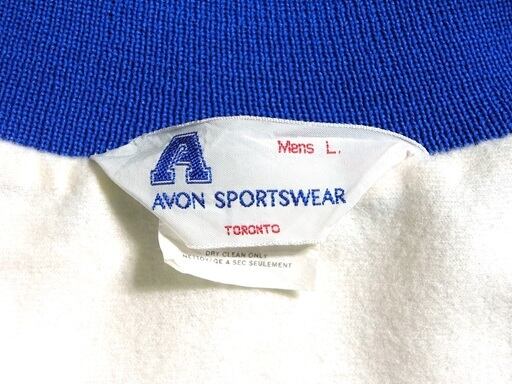 Mens L.
A
AVON SPORTSWEAR
TORONTO
DRY CLEAN ONLY
NETTOYAGE A SEC SEULEMENT